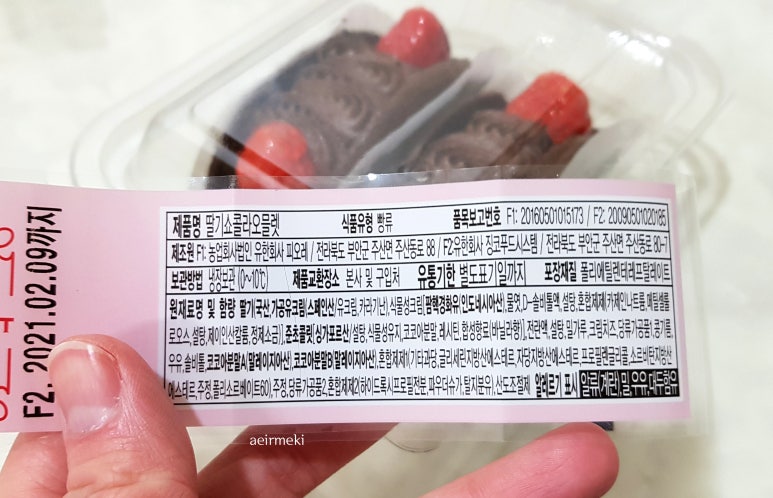 제품명 딸기쇼콜라오믈렛 식품유형 빵류 품목보고번호 F1: 20160501015173 / F2: 20090501020185
제조원 F1: 농업회사법인 유한회사 피오레 / 전라북도 부안군 주산면 주산동로 88 / F2:유한회사 징코푸드시스템 / 전라북도 부안군 주산면 주산동로 80-7
보관방법 냉장보관 (0~10℃) 제품교환장소 본사 및 구입처 유통기한 별도표기일까지 포장재질 폴리에틸렌테레프탈레이트
원재료명 및 함량 딸기:국산, 가공유크림(스페인산)(유크림, 카라기난), 식물성크림[팜핵경화유(인도네시아산), 물엿, D-솔비톨액, 설탕, 혼합제제(카제인나트륨, 메틸셀룰
로오스, 설탕, 제이인산칼륨, 정제소금)], 준초콜릿(싱가포르산)(설탕, 식물성유지, 코코아분말, 레시틴, 합성향료(바닐라향)), 전란액, 설탕, 밀가루, 크림치즈, 당류가공품1, 콩기름,
우유, 솔비톨, 코코아분말A(말레이지아산), 코코아분말B(말레이지아산), 혼합제제1(기타과당, 글리세린지방산에스테르, 자당지방산에스테르, 프로필렌글리콜, 소르비탄지방산
에스테르, 주정, 폴리소르베이트60), 주정, 당류가공품2, 혼합제제2(하이드록시프로필전분, 파우더슈가, 탈지분유), 산도조절제 알레르기 표시 알류(계란), 밀, 우유, 대두함유
F2. 2021.02.09까지
aeirmeki